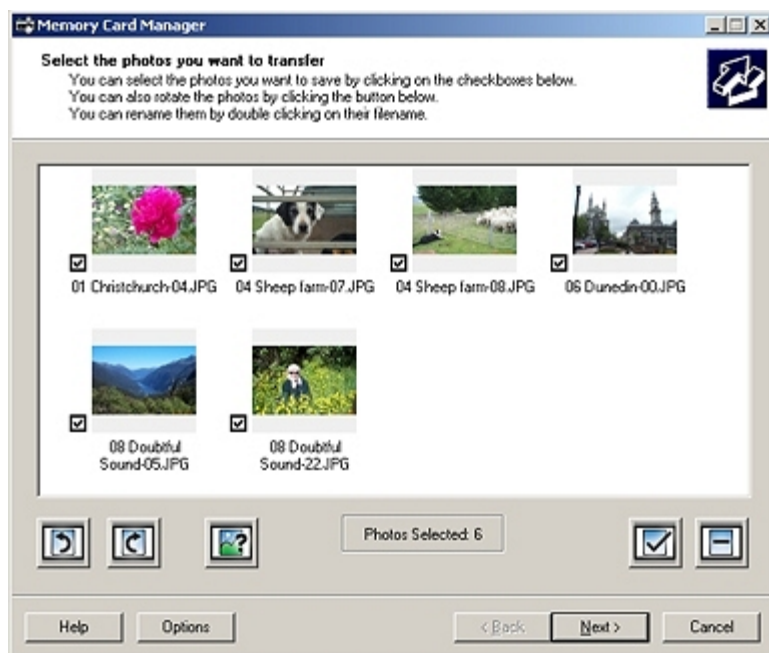 Memory Card Manager
Select the photos you want to transfer
You can select the photos you want to save by clicking on the checkboxes below.
You can also rotate the photos by clicking the button below.
You can rename them by double clicking on their filename.
01 Christchurch-04.JPG
04 Sheep farm-07.JPG
04 Sheep farm-08.JPG
06 Dunedin-00.JPG
08 Doubtful
Sound-05.JPG
08 Doubtful
Sound-22.JPG
Photos Selected: 6
Help
Options
< Back
Next >
Cancel